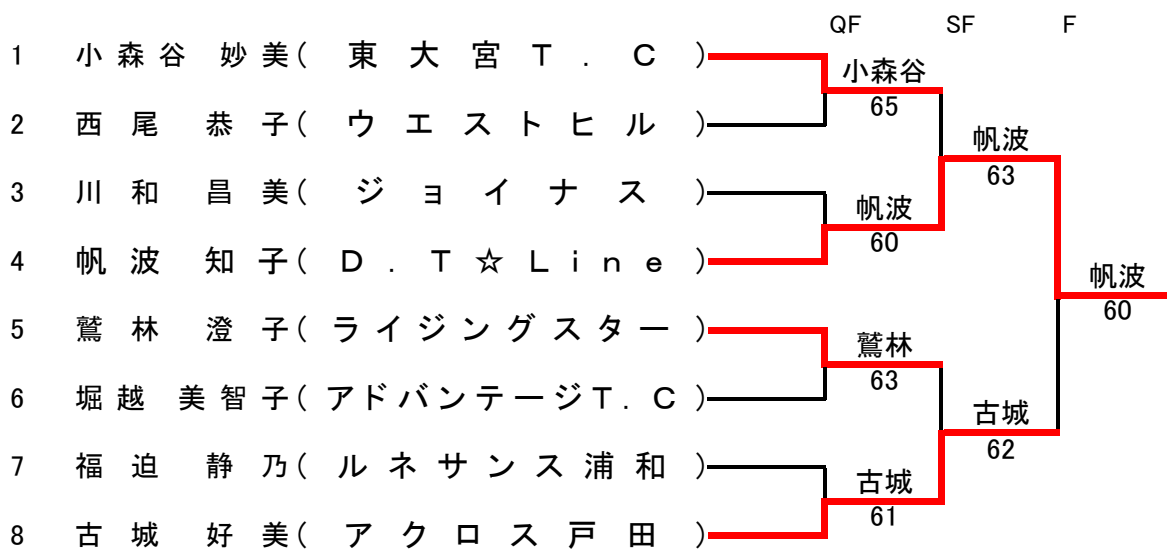 QF SF F
1 小森谷 妙美(東大宮T.C)
小森谷
65
2 西尾 恭子(ウエストヒル)
帆波
63
3 川和 昌美(ジョイナス)
帆波
60
4 帆波 知子(D.T☆Line)
帆波
60
5 鷲林 澄子(ライジングスター)
鷲林
63
6 堀越 美智子(アドバンテージT.C)
古城
62
7 福迫 静乃(ルネサンス浦和)
古城
61
8 古城 好美(アクロス戸田)